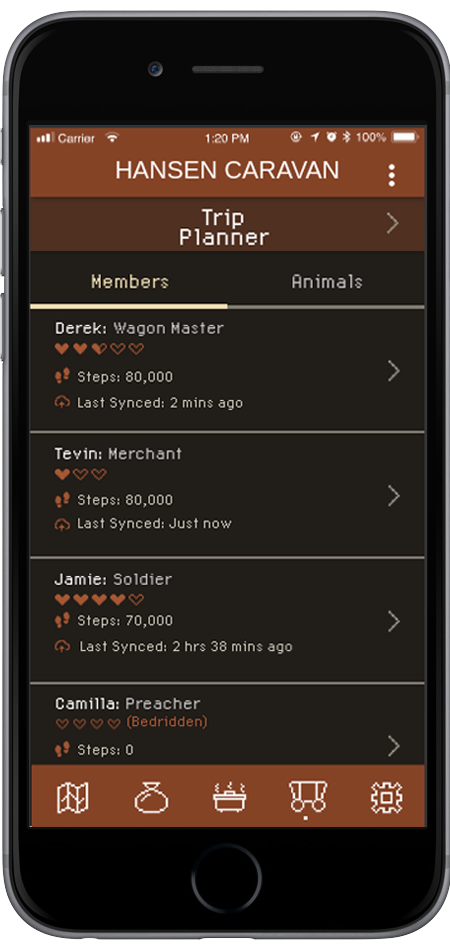 Carrier 1:20 PM 100%
HANSEN CARAVAN
Trip
Planner
Members Animals
Derek: Wagon Master
Steps: 80,000
Last Synced: 2 mins ago
Tevin: Merchant
Steps: 80,000
Last Synced: Just now
Jamie: Soldier
Steps: 70,000
Last Synced: 2 hrs 38 mins ago
Camilla: Preacher
(Bedridden)
Steps: 0